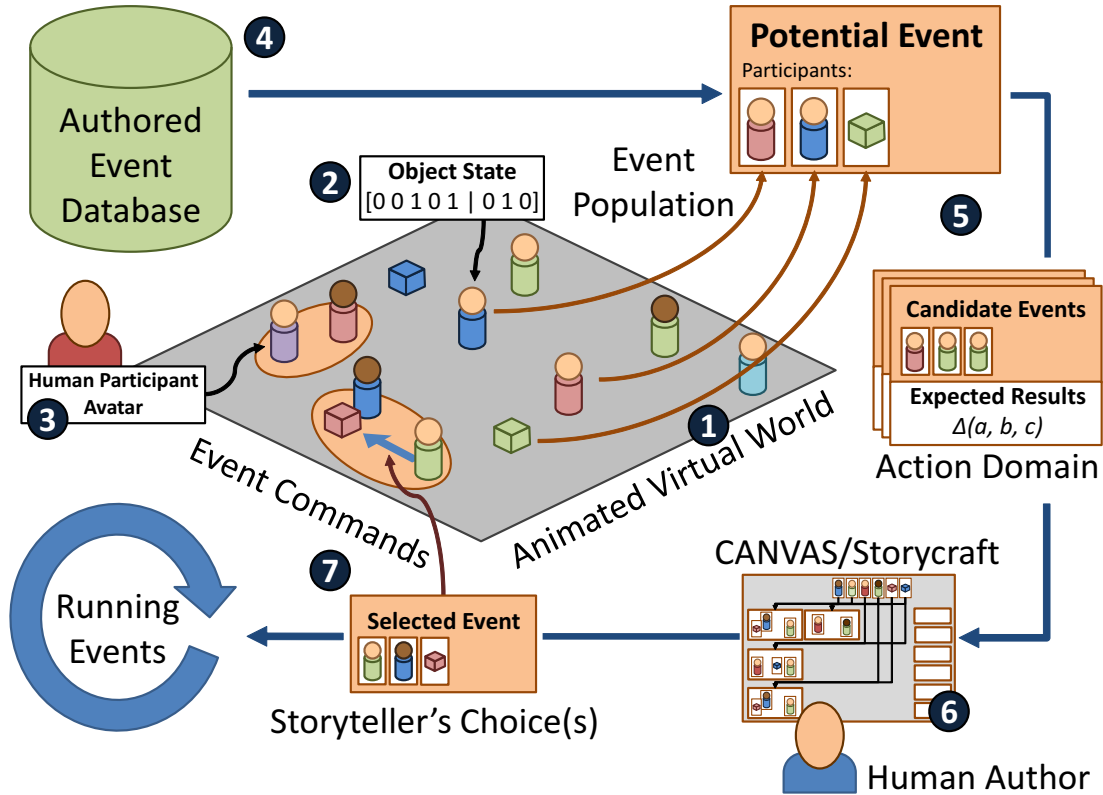 4
Authored
Event
Database
Potential Event
Participants:
2
Object State
[0 0 1 0 1 | 0 1 0]
Event
Population
5
Human Participant
Avatar
3
Candidate Events
Expected Results
Δ(a, b, c)
Action Domain
1
Event Commands
Animated Virtual World
7
CANVAS/Storycraft
Running
Events
Selected Event
Storyteller's Choice(s)
6
Human Author